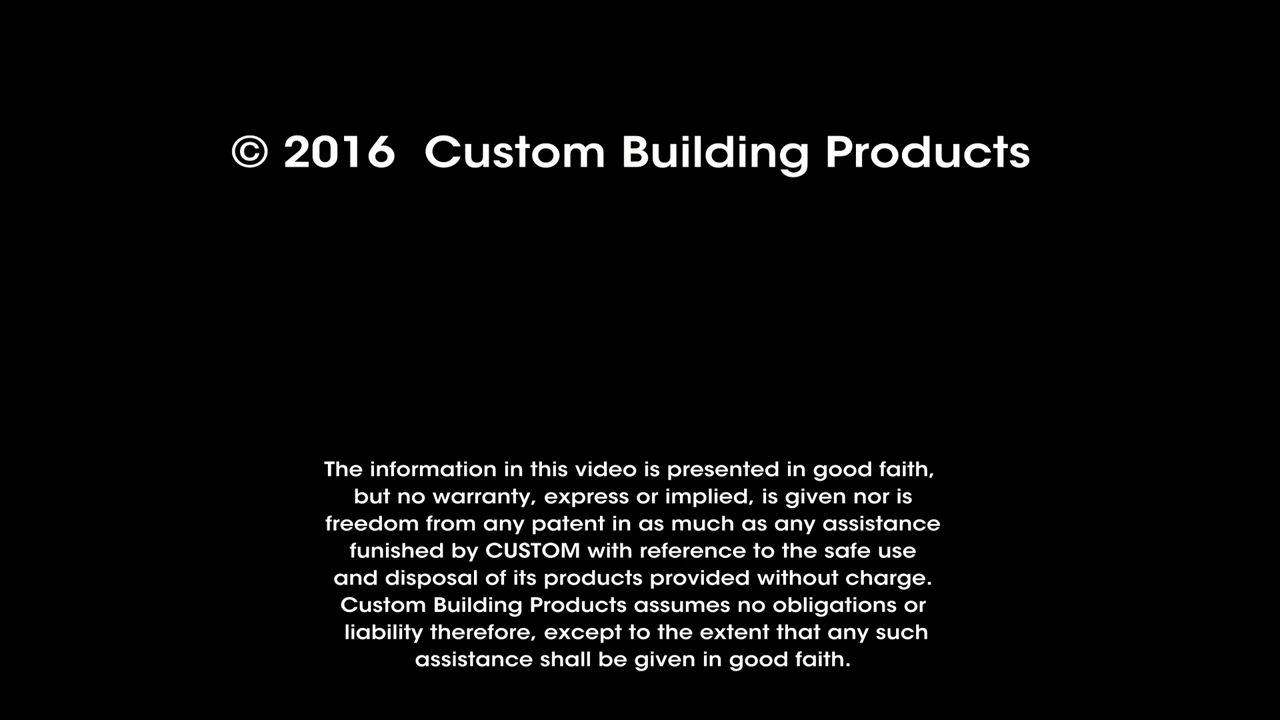 © 2016  Custom Building Products
The information in this video is presented in good faith,
but no warranty, express or implied, is given nor is
freedom from any patent in as much as any assistance
funished by CUSTOM with reference to the safe use
and disposal of its products provided without charge.
Custom Building Products assumes no obligations or
liability therefore, except to the extent that any such
assistance shall be given in good faith.